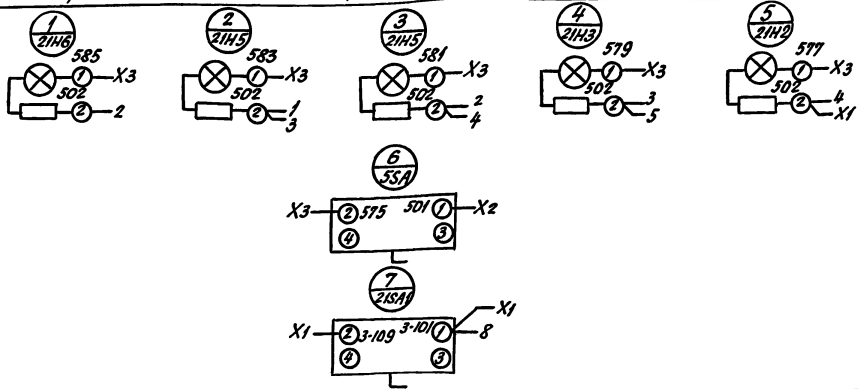 1 2 3 4 5
21H6 21H5 21H5 21H3 21H2
585 583 581 579 577
1 X3 1 X3 1 X3 1 X3 1 X3
502 502 502 502 502
2 2 2 1 2 2 2 3 2 4
3 4 5 X1
6
5SA
X3 2 575 501 1 X2
4 3
7
21SA1
X1
X1 2 3-109 3-101 1 8
4 3